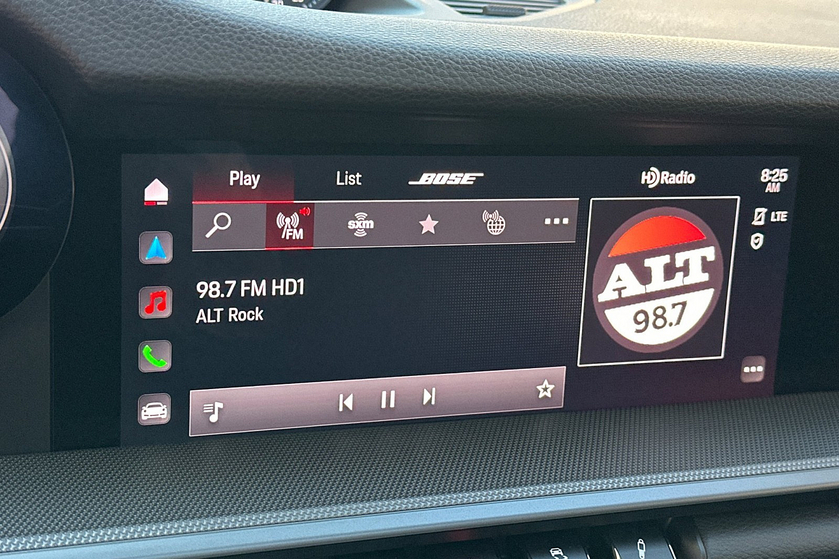 Play
List
BOSE
HD Radio
8:25
AM
FM
sxm
LTE
98.7 FM HD1
ALT Rock
ALT
98.7